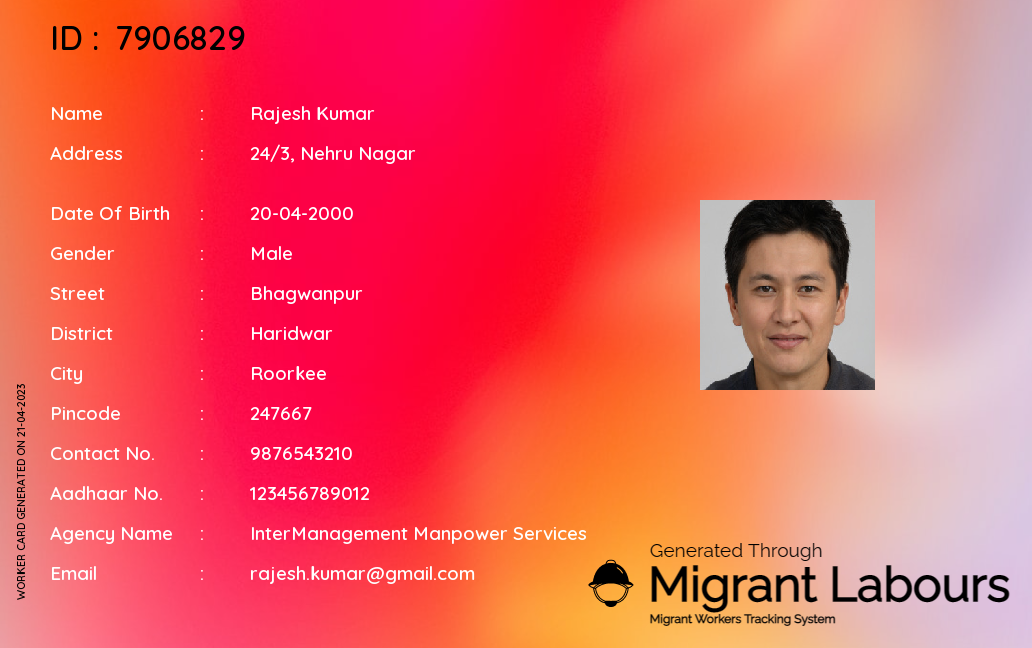 ID : 7906829
Name : Rajesh Kumar
Address : 24/3, Nehru Nagar
Date Of Birth : 20-04-2000
Gender : Male
Street : Bhagwanpur
District : Haridwar
City : Roorkee
Pincode : 247667
Contact No. : 9876543210
Aadhaar No. : 123456789012
Agency Name : InterManagement Manpower Services
Email : rajesh.kumar@gmail.com
WORKER CARD GENERATED ON 21-04-2023
Generated Through
Migrant Labours
Migrant Workers Tracking System